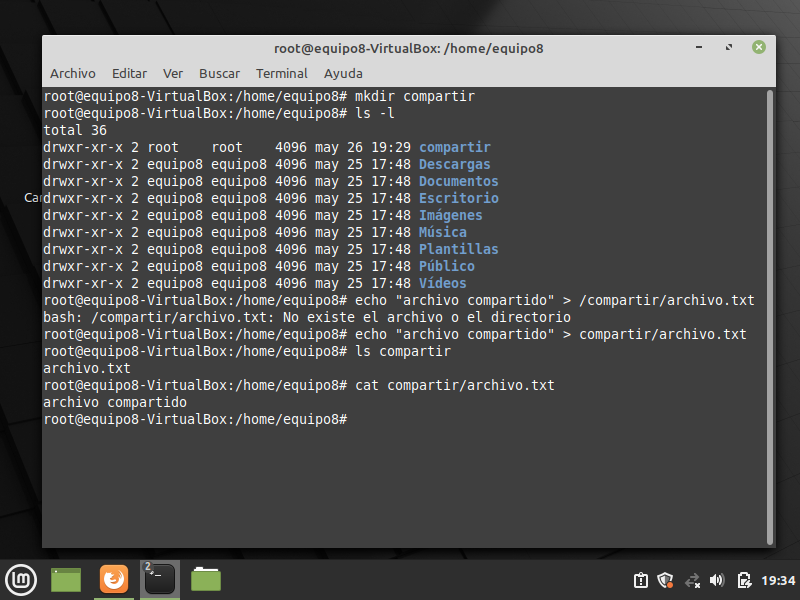 root@equipo8-VirtualBox: /home/equipo8
Archivo Editar Ver Buscar Terminal Ayuda
root@equipo8-VirtualBox:/home/equipo8# mkdir compartir
root@equipo8-VirtualBox:/home/equipo8# ls -l
total 36
drwxr-xr-x 2 root    root    4096 may 26 19:29 compartir
drwxr-xr-x 2 equipo8 equipo8 4096 may 25 17:48 Descargas
drwxr-xr-x 2 equipo8 equipo8 4096 may 25 17:48 Documentos
drwxr-xr-x 2 equipo8 equipo8 4096 may 25 17:48 Escritorio
drwxr-xr-x 2 equipo8 equipo8 4096 may 25 17:48 Imágenes
drwxr-xr-x 2 equipo8 equipo8 4096 may 25 17:48 Música
drwxr-xr-x 2 equipo8 equipo8 4096 may 25 17:48 Plantillas
drwxr-xr-x 2 equipo8 equipo8 4096 may 25 17:48 Público
drwxr-xr-x 2 equipo8 equipo8 4096 may 25 17:48 Vídeos
root@equipo8-VirtualBox:/home/equipo8# echo "archivo compartido" > /compartir/archivo.txt
bash: /compartir/archivo.txt: No existe el archivo o el directorio
root@equipo8-VirtualBox:/home/equipo8# echo "archivo compartido" > compartir/archivo.txt
root@equipo8-VirtualBox:/home/equipo8# ls compartir
archivo.txt
root@equipo8-VirtualBox:/home/equipo8# cat compartir/archivo.txt
archivo compartido
root@equipo8-VirtualBox:/home/equipo8#
2
19:34